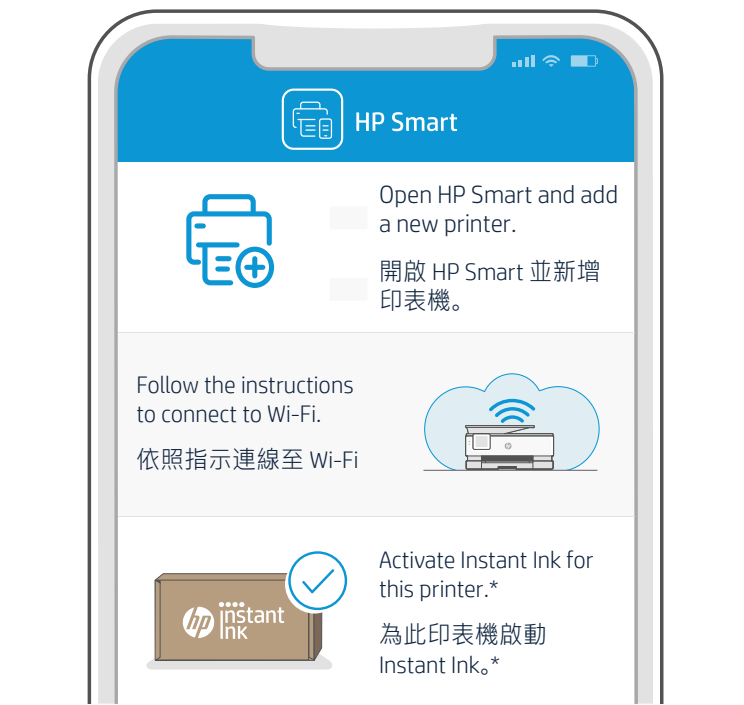 HP Smart
Open HP Smart and add
a new printer.
開啟 HP Smart 並新增
印表機。
Follow the instructions
to connect to Wi-Fi.
依照指示連線至 Wi-Fi
Activate Instant Ink for
this printer.*
為此印表機啟動
Instant Ink。*
hp instant
ink